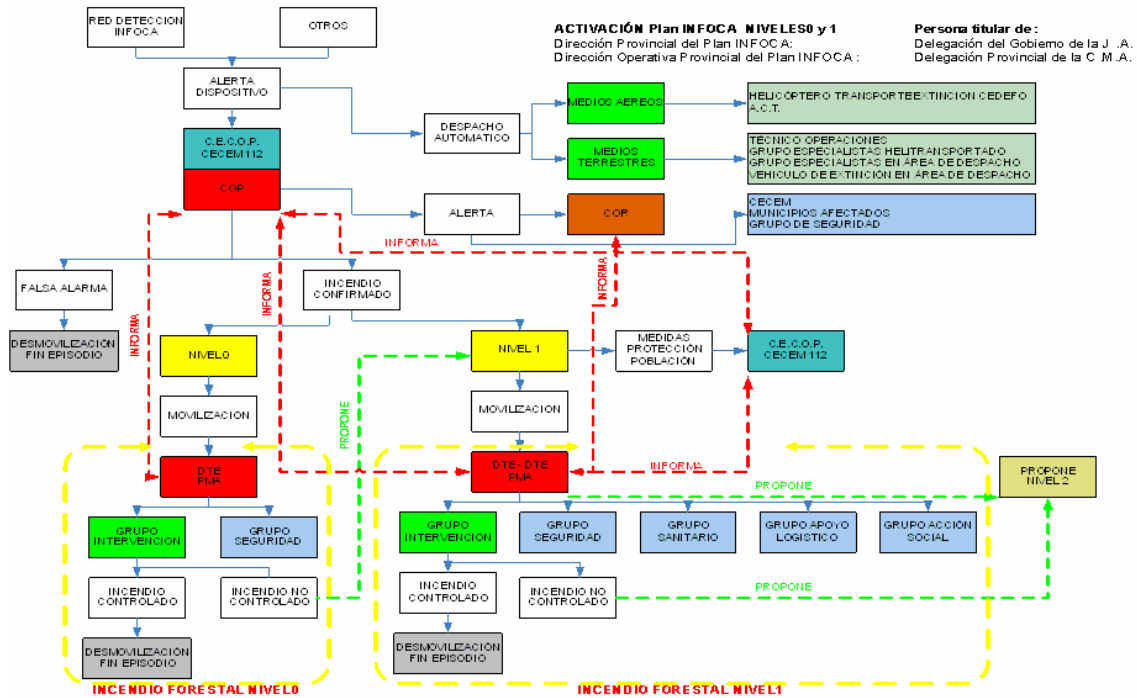 RED DETECCION
INFOCA
OTROS
ACTIVACIÓN Plan INFOCA NIVELES0 y 1
Dirección Provincial del Plan INFOCA:
Dirección Operativa Provincial del Plan INFOCA :
Persona titular de :
Delegación del Gobierno de la J .A.
Delegación Provincial de la C.M.A.
ALERTA
DISPOSITIVO
MEDIOS AEREOS
HELICÓPTERO TRANSPORTEEXTINCION CEDEFO
A.C.T.
DESPACHO
AUTOMATICO
C.E.C.O.P.
CECEM 112
MEDIOS
TERRESTRES
TÉCNICO OPERACIONES
GRUPO ESPECIALISTAS HELITRANSPORTADO
GRUPO ESPECIALISTAS EN ÁREA DE DESPACHO
VEHICULO DE EXTINCIÓN EN ÁREA DE DESPACHO
COP
ALERTA
COR
CECEM
MUNICIPIOS AFECTADOS
GRUPO DE SEGURIDAD
INFORMA
INFORMA
INFORMA
INFORMA
FALSA ALARMA
INCENDIO
CONFIRMADO
DESMOVILIZACIÓN
FIN EPISODIO
NIVEL0
NIVEL 1
MEDIDAS
PROTECCIÓN
POBLACIÓN
C.E.C.O.P.
CECEM 112
PROPONE
MOVILIZACION
MOVILIZACION
DTE
PMA
DTE- DTE
PMA
INFORMA
PROPONE
NIVEL 2
PROPONE
GRUPO
INTERVENCION
GRUPO
SEGURIDAD
GRUPO
INTERVENCION
GRUPO
SEGURIDAD
GRUPO
SANITARIO
GRUPO APOYO
LOGISTICO
GRUPO ACCIÓN
SOCIAL
INCENDIO
CONTROLADO
INCENDIO NO
CONTROLADO
INCENDIO
CONTROLADO
INCENDIO NO
CONTROLADO
PROPONE
DESMOVILIZACIÓN
FIN EPISODIO
DESMOVILIZACIÓN
FIN EPISODIO
INCENDIO FORESTAL NIVEL0
INCENDIO FORESTAL NIVEL1